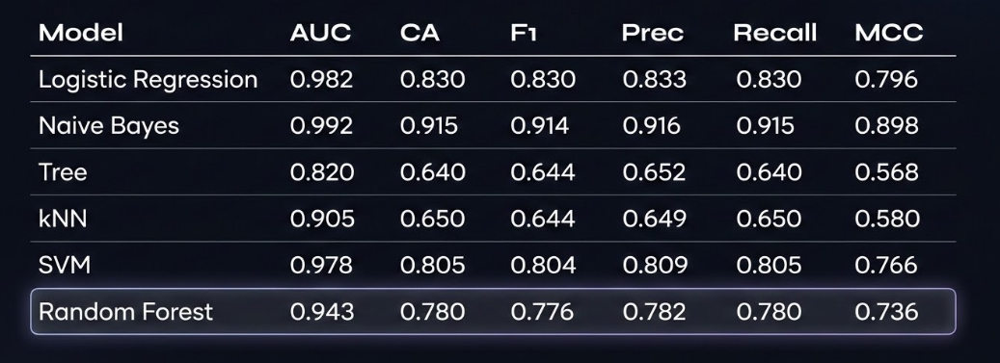 Model AUC CA F1 Prec Recall MCC
Logistic Regression 0.982 0.830 0.830 0.833 0.830 0.796
Naive Bayes 0.992 0.915 0.914 0.916 0.915 0.898
Tree 0.820 0.640 0.644 0.652 0.640 0.568
kNN 0.905 0.650 0.644 0.649 0.650 0.580
SVM 0.978 0.805 0.804 0.809 0.805 0.766
Random Forest 0.943 0.780 0.776 0.782 0.780 0.736